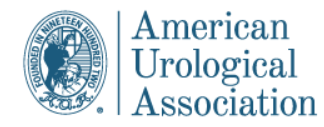 American
Urological
Association
FOUNDED IN NINETEEN HUNDRED TWO
A.U.A.
®